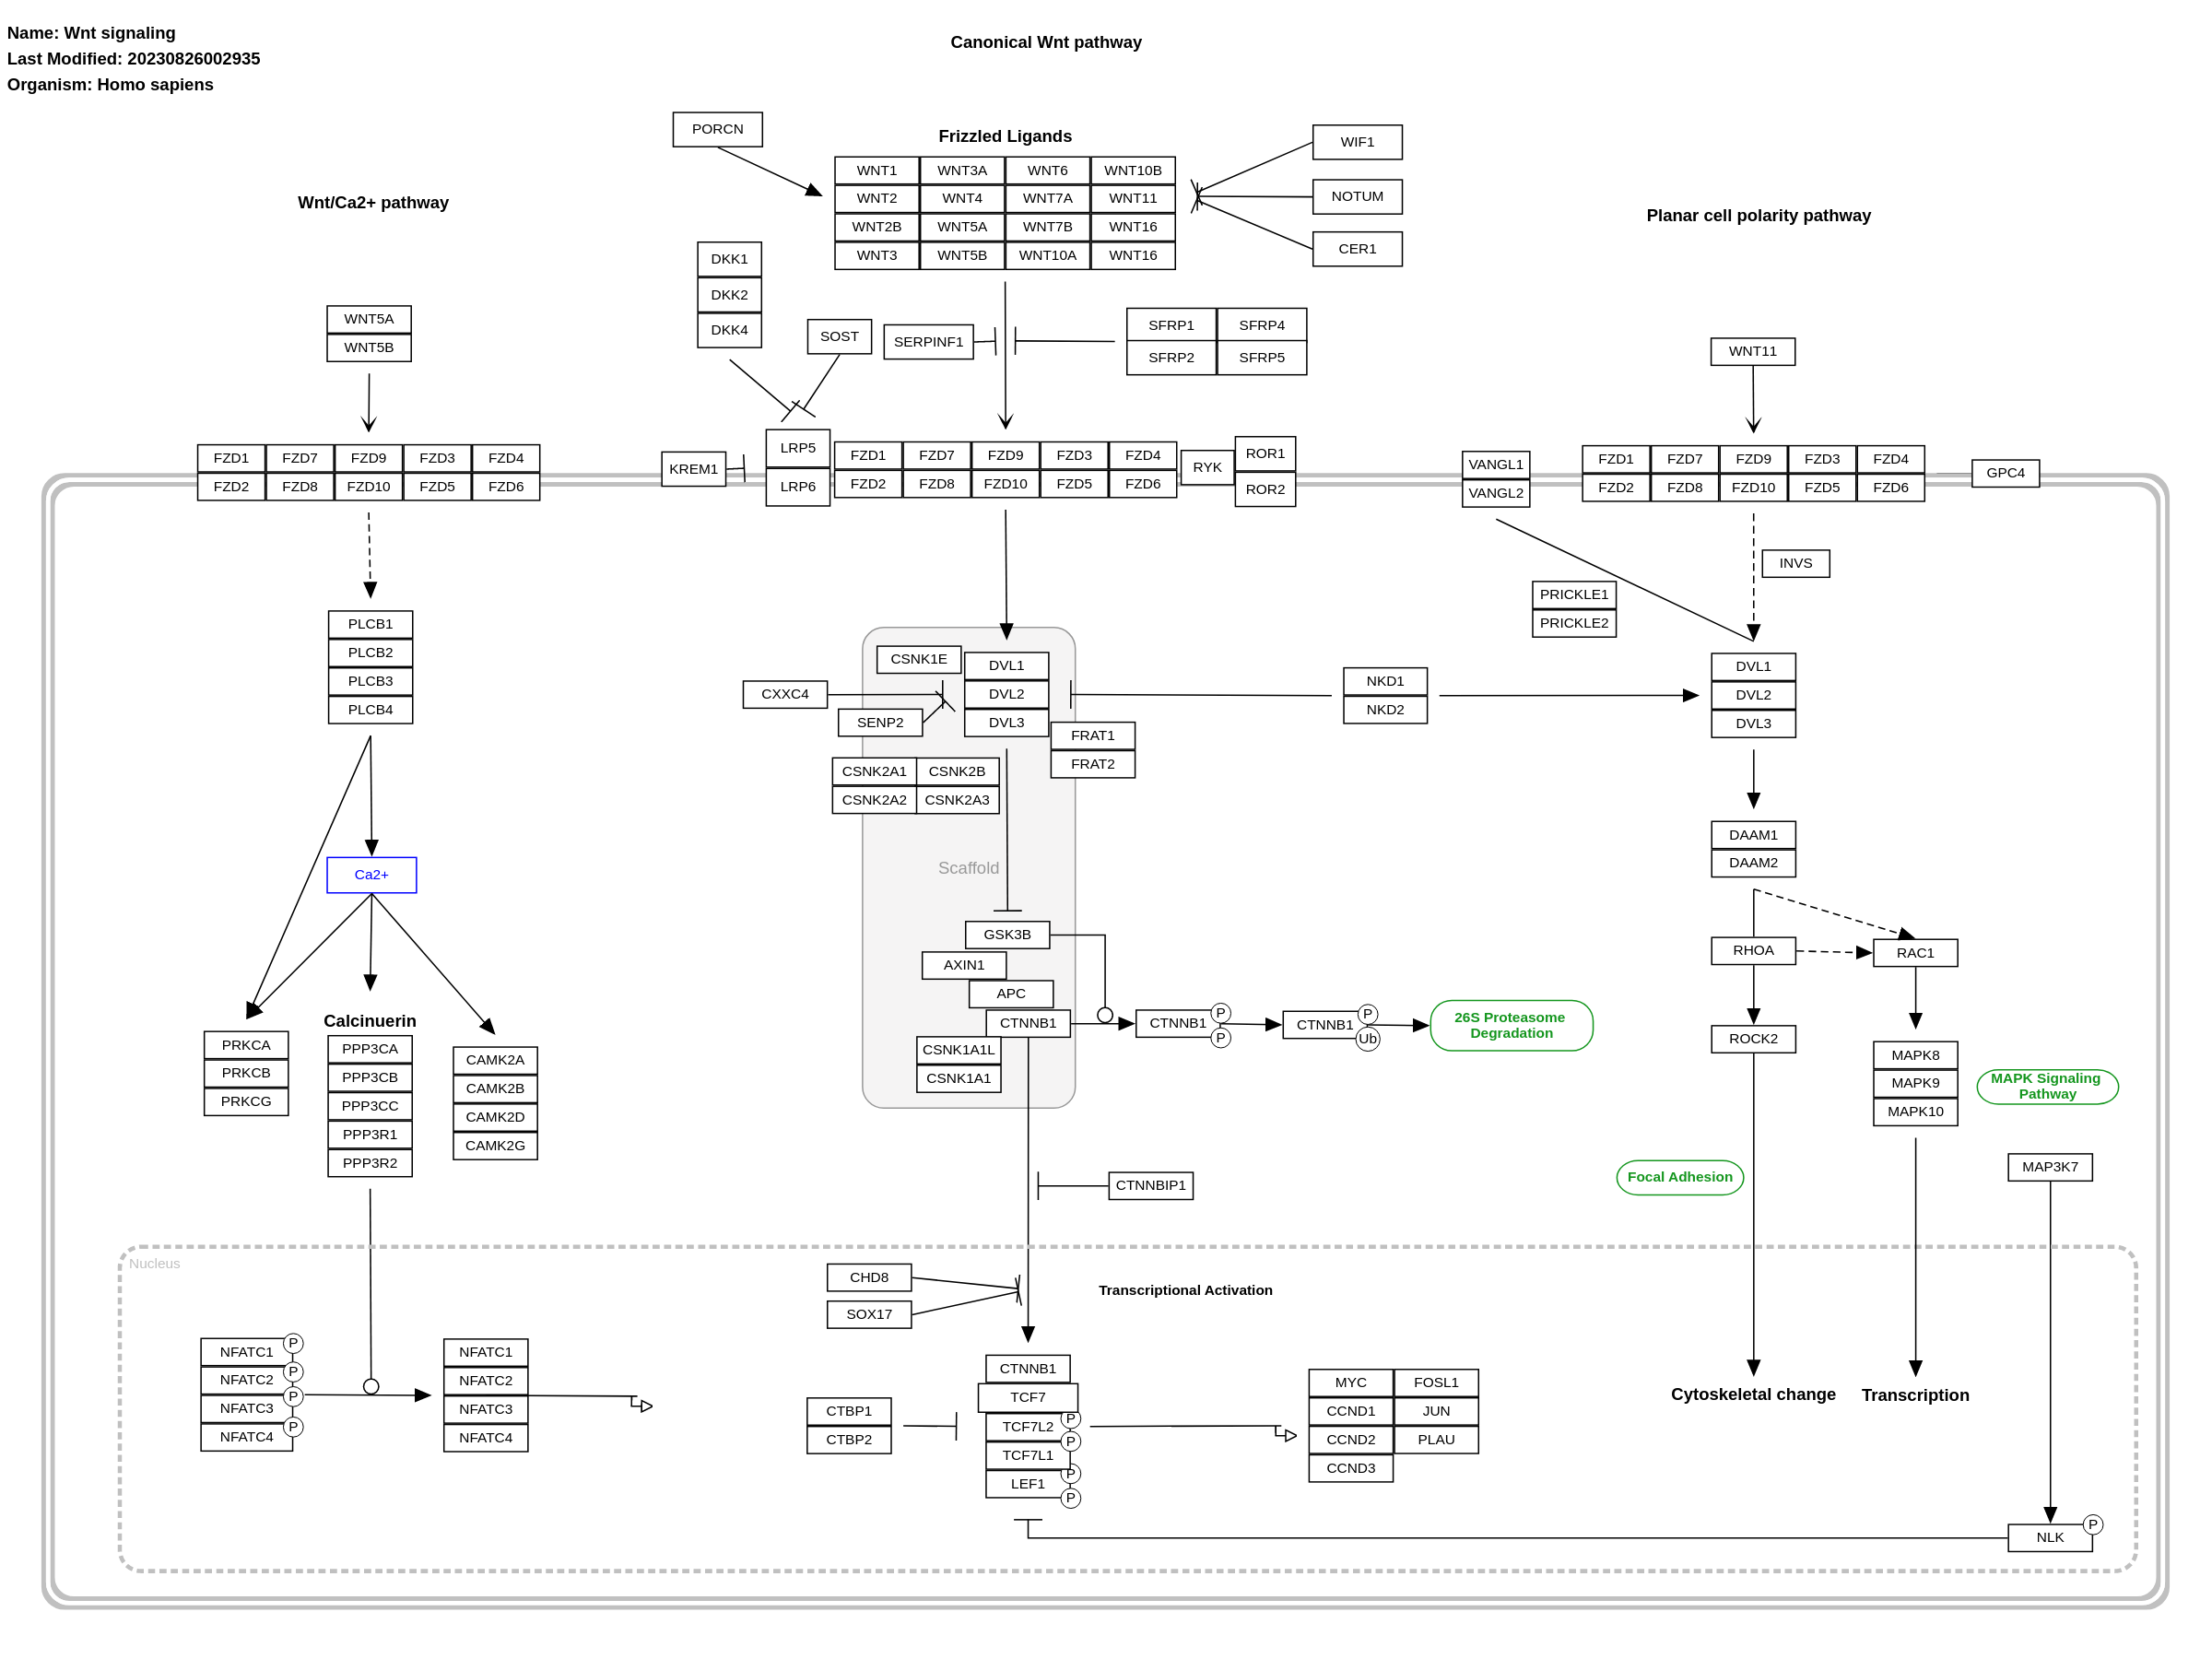 Name: Wnt signaling
Last Modified: 20230826002935
Organism: Homo sapiens
Canonical Wnt pathway
Wnt/Ca2+ pathway
Planar cell polarity pathway
PORCN
Frizzled Ligands
WNT1 WNT3A WNT6 WNT10B
WNT2 WNT4 WNT7A WNT11
WNT2B WNT5A WNT7B WNT16
WNT3 WNT5B WNT10A WNT16
WIF1
NOTUM
CER1
DKK1
DKK2
DKK4
SOST
SERPINF1
SFRP1 SFRP4
SFRP2 SFRP5
WNT5A
WNT5B
WNT11
FZD1 FZD7 FZD9 FZD3 FZD4
FZD2 FZD8 FZD10 FZD5 FZD6
KREM1
LRP5
LRP6
FZD1 FZD7 FZD9 FZD3 FZD4
FZD2 FZD8 FZD10 FZD5 FZD6
RYK
ROR1
ROR2
VANGL1
VANGL2
FZD1 FZD7 FZD9 FZD3 FZD4
FZD2 FZD8 FZD10 FZD5 FZD6
GPC4
INVS
PRICKLE1
PRICKLE2
PLCB1
PLCB2
PLCB3
PLCB4
CSNK1E
DVL1
DVL2
DVL3
CXXC4
SENP2
FRAT1
FRAT2
CSNK2A1 CSNK2B
CSNK2A2 CSNK2A3
NKD1
NKD2
DVL1
DVL2
DVL3
DAAM1
DAAM2
Ca2+
Scaffold
GSK3B
AXIN1
APC
CTNNB1
CSNK1A1L
CSNK1A1
CTNNB1
P
P
CTNNB1
P
Ub
26S Proteasome
Degradation
RHOA
RAC1
ROCK2
MAPK8
MAPK9
MAPK10
MAPK Signaling
Pathway
Calcinuerin
PRKCA
PRKCB
PRKCG
PPP3CA
PPP3CB
PPP3CC
PPP3R1
PPP3R2
CAMK2A
CAMK2B
CAMK2D
CAMK2G
CTNNBIP1
Focal Adhesion
MAP3K7
Nucleus
CHD8
SOX17
Transcriptional Activation
NFATC1
NFATC2
NFATC3
NFATC4
P
P
P
P
NFATC1
NFATC2
NFATC3
NFATC4
CTBP1
CTBP2
CTNNB1
TCF7
TCF7L2
TCF7L1
LEF1
P
P
P
P
MYC FOSL1
CCND1 JUN
CCND2 PLAU
CCND3
Cytoskeletal change
Transcription
NLK
P